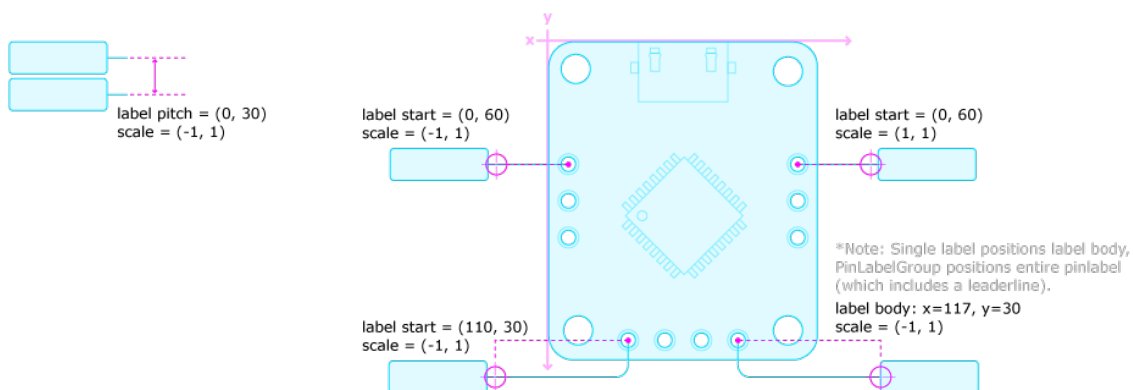 y
x
label pitch = (0, 30)
scale = (-1, 1)
label start = (0, 60)
scale = (-1, 1)
label start = (0, 60)
scale = (1, 1)
*Note: Single label positions label body,
PinLabelGroup positions entire pinlabel
(which includes a leaderline).
label body: x=117, y=30
scale = (-1, 1)
label start = (110, 30)
scale = (-1, 1)